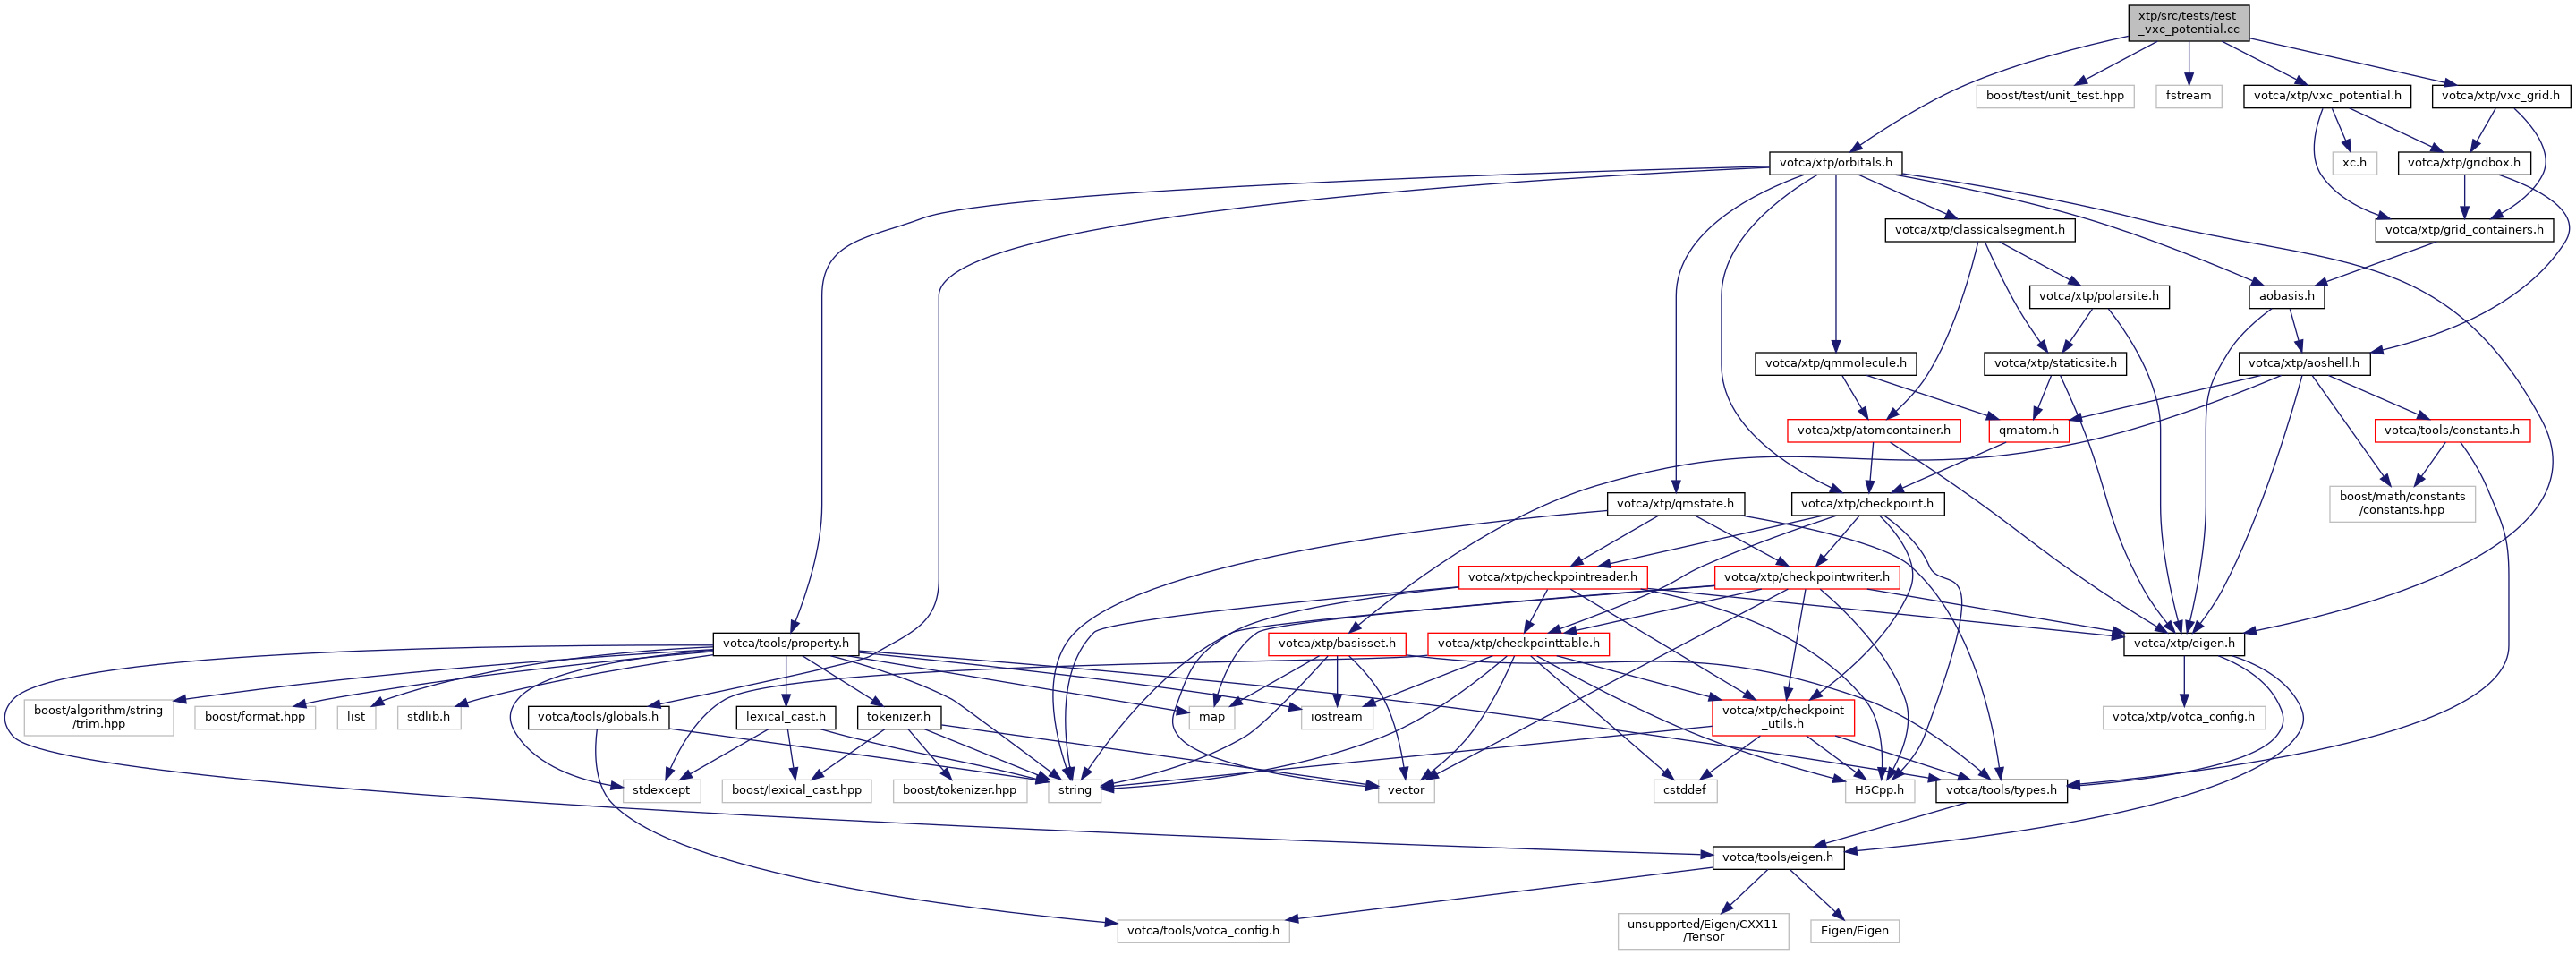 xtp/src/tests/test
_vxc_potential.cc
boost/test/unit_test.hpp
fstream
votca/xtp/vxc_potential.h
votca/xtp/vxc_grid.h
votca/xtp/orbitals.h
xc.h
votca/xtp/gridbox.h
votca/xtp/classicalsegment.h
votca/xtp/grid_containers.h
votca/xtp/polarsite.h
aobasis.h
votca/xtp/qmmolecule.h
votca/xtp/staticsite.h
votca/xtp/aoshell.h
votca/xtp/atomcontainer.h
qmatom.h
votca/tools/constants.h
votca/xtp/qmstate.h
votca/xtp/checkpoint.h
boost/math/constants
/constants.hpp
votca/xtp/checkpointreader.h
votca/xtp/checkpointwriter.h
votca/tools/property.h
votca/xtp/basisset.h
votca/xtp/checkpointtable.h
votca/xtp/eigen.h
boost/algorithm/string
/trim.hpp
boost/format.hpp
list
stdlib.h
votca/tools/globals.h
lexical_cast.h
tokenizer.h
map
iostream
votca/xtp/checkpoint
_utils.h
votca/xtp/votca_config.h
stdexcept
boost/lexical_cast.hpp
boost/tokenizer.hpp
string
vector
cstddef
H5Cpp.h
votca/tools/types.h
votca/tools/eigen.h
votca/tools/votca_config.h
unsupported/Eigen/CXX11
/Tensor
Eigen/Eigen